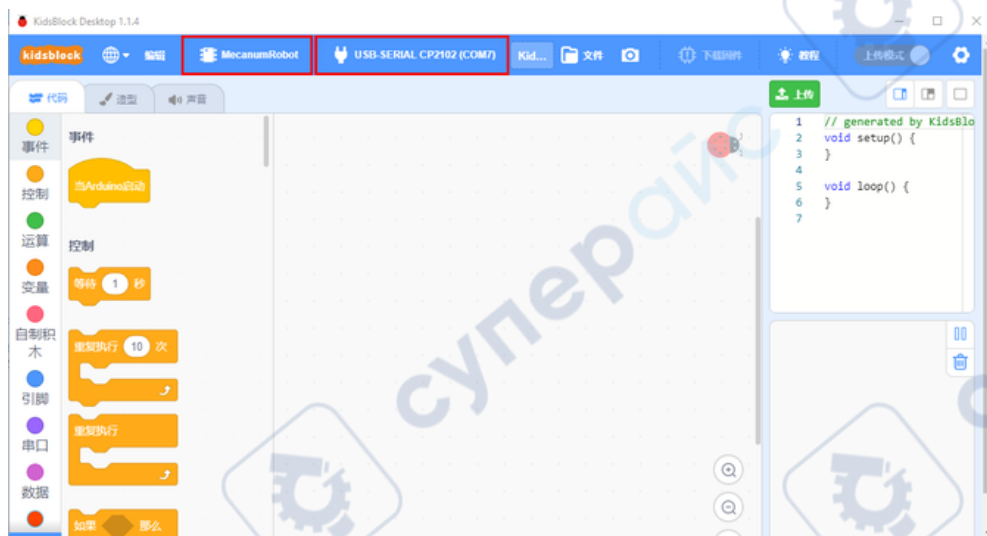 KidsBlock Desktop 1.1.4
kidsblock 编辑 MecanumRobot USB-SERIAL CP2102 (COM7) Kid... 文件 下载固件 教程 上传模式
代码 造型 声音 上传
事件
控制
运算
变量
自制积
木
引脚
串口
数据
事件
当Arduino启动
控制
等待 1 秒
重复执行 10 次
重复执行
如果 那么
1 // generated by KidsBlo
2 void setup() {
3 }
4
5 void loop() {
6 }
7
суперайс